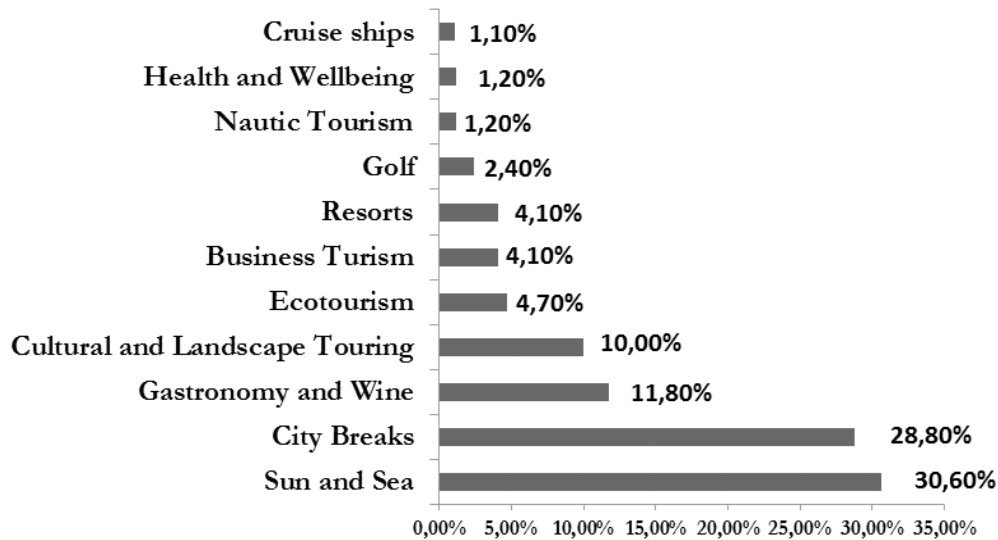 Cruise ships 1,10%
Health and Wellbeing 1,20%
Nautic Tourism 1,20%
Golf 2,40%
Resorts 4,10%
Business Turism 4,10%
Ecotourism 4,70%
Cultural and Landscape Touring 10,00%
Gastronomy and Wine 11,80%
City Breaks 28,80%
Sun and Sea 30,60%
0,00% 5,00% 10,00% 15,00% 20,00% 25,00% 30,00% 35,00%